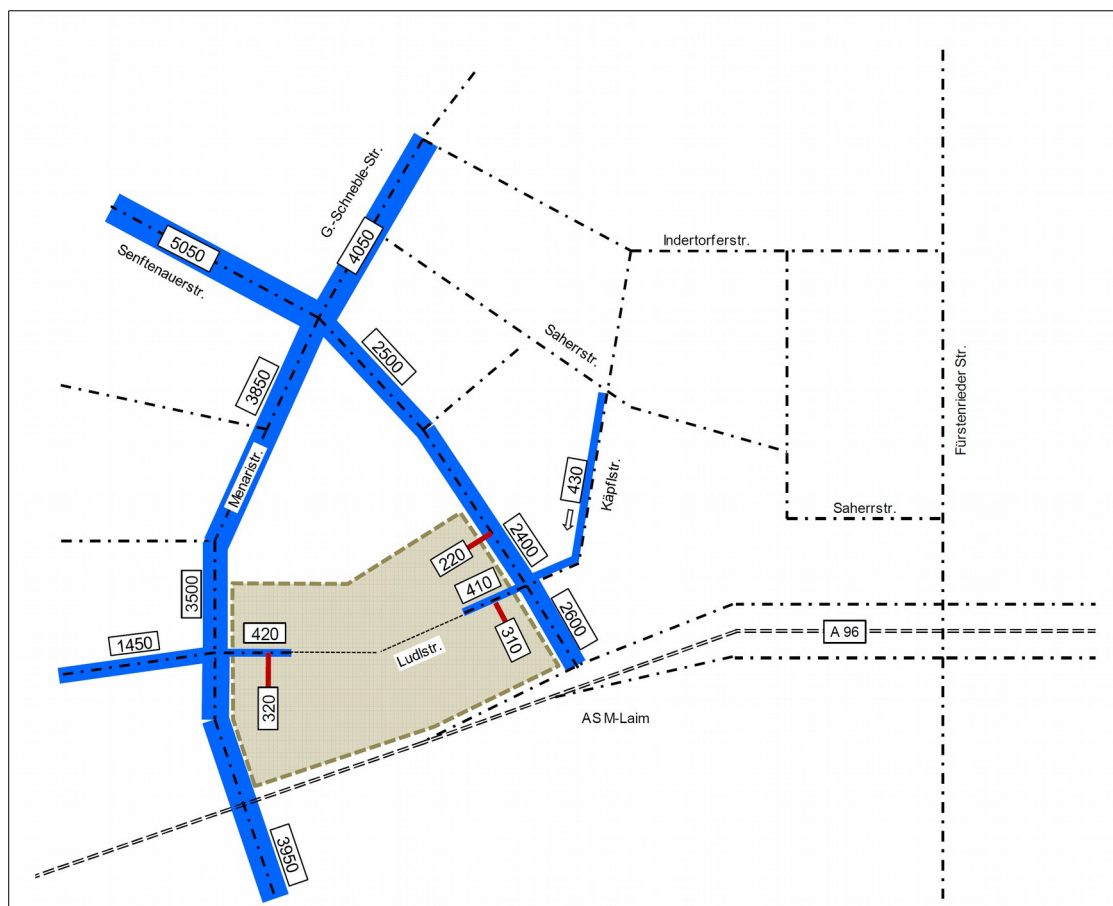 G.-Schneble-Str.
4050
5050
Senftenauerstr.
Indertorferstr.
2500
Saherrstr.
3850
Fürstenrieder Str.
Menaristr.
430
Käpflstr.
Saherrstr.
2400
220
410
3500
2600
310
420
1450
Ludlstr.
A 96
320
AS M-Laim
3950